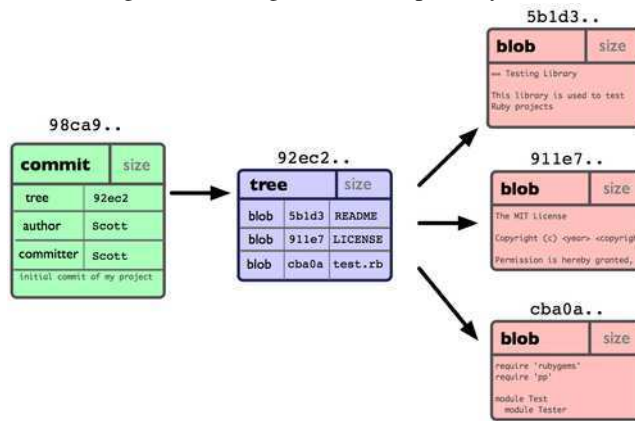 98ca9..
commit size
tree 92ec2
author Scott
committer Scott
initial commit of my project
92ec2..
tree size
blob 5b1d3 README
blob 911e7 LICENSE
blob cba0a test.rb
5b1d3..
blob size
== Testing Library
This library is used to test
Ruby projects
911e7..
blob size
The MIT License
Copyright (c) <year> <copyright
Permission is hereby granted,
cba0a..
blob size
require 'rubygems'
require 'pp'
module Test
module Tester